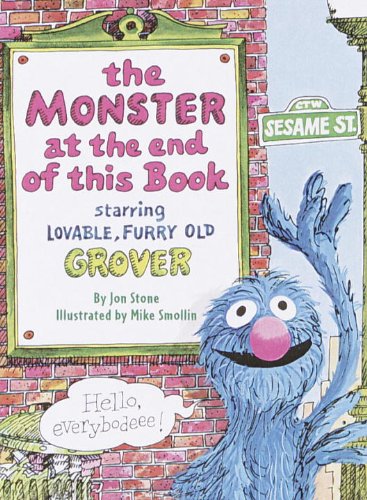 the
MONSTER
at the end
of this Book
starring
LOVABLE, FURRY OLD
GROVER
By Jon Stone
Illustrated by Mike Smollin
CTW
SESAME ST.
Hello,
everybodeee!